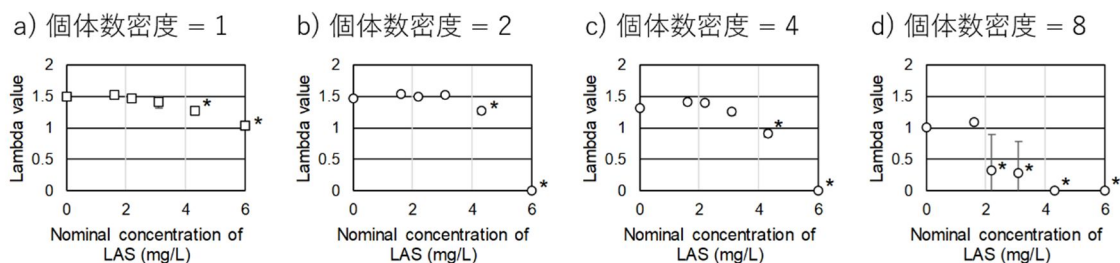 a) 個体数密度 = 1
b) 個体数密度 = 2
c) 個体数密度 = 4
d) 個体数密度 = 8
Lambda value
2
1.5
1
0.5
0
*
*
0 2 4 6
Nominal concentration of
LAS (mg/L)
Lambda value
2
1.5
1
0.5
0
*
*
0 2 4 6
Nominal concentration of
LAS (mg/L)
Lambda value
2
1.5
1
0.5
0
*
*
0 2 4 6
Nominal concentration of
LAS (mg/L)
Lambda value
2
1.5
1
0.5
0
*
*
*
*
0 2 4 6
Nominal concentration of
LAS (mg/L)